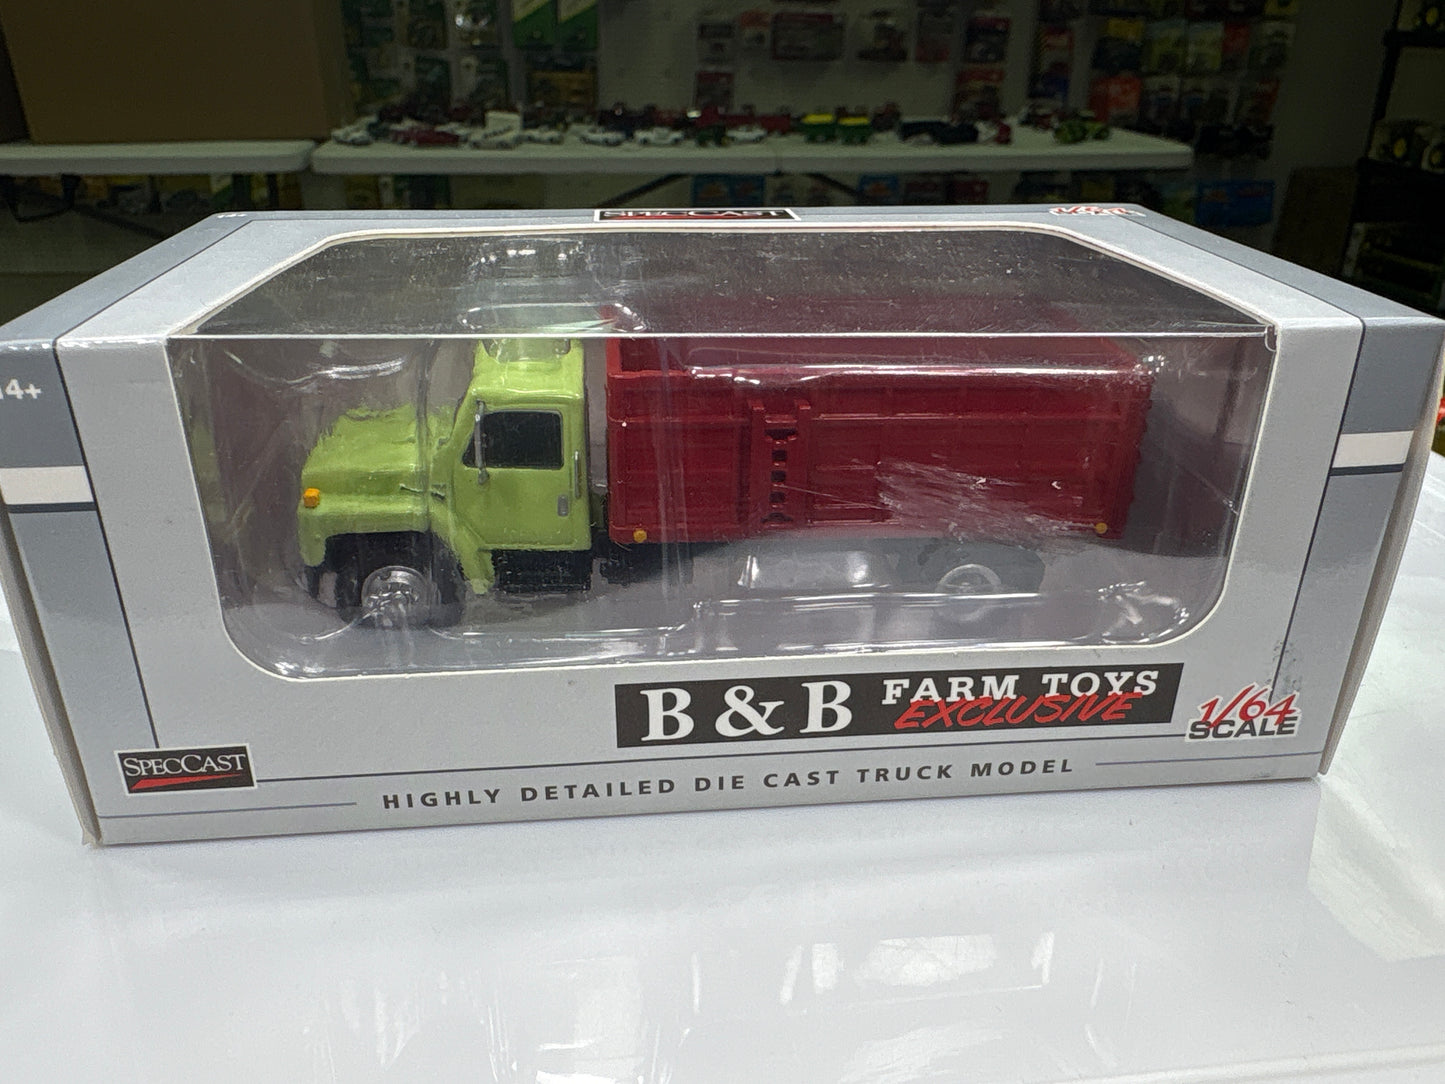 SPECCAST
14+
B & B FARM TOYS
EXCLUSIVE
1/64
SCALE
SPECCAST
HIGHLY DETAILED DIE CAST TRUCK MODEL